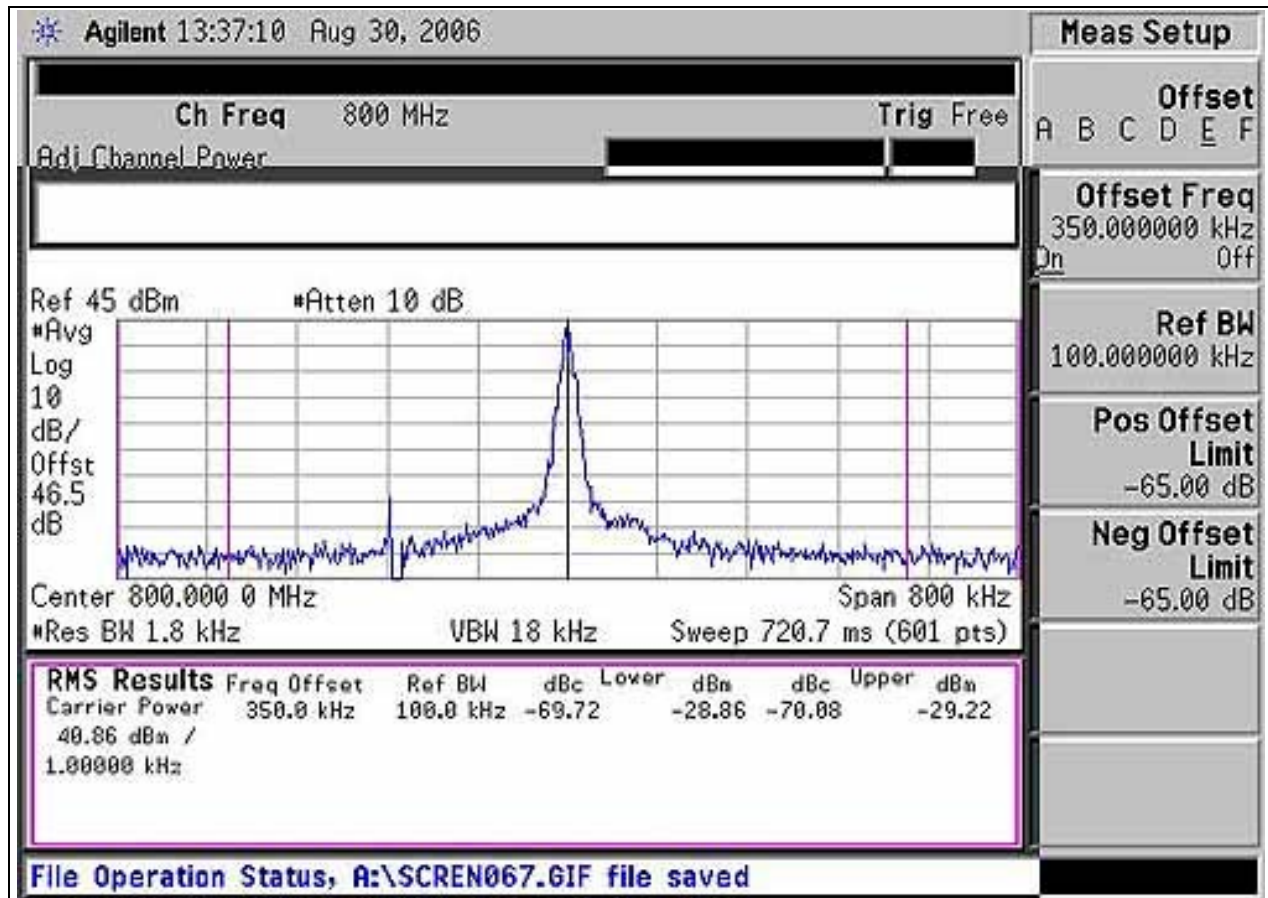 Agilent 13:37:10 Aug 30, 2006
Meas Setup
Ch Freq 800 MHz
Trig Free
Adj Channel Power
Offset
A B C D E F
Offset Freq
350.000000 kHz
On Off
Ref BW
100.000000 kHz
Pos Offset
Limit
-65.00 dB
Neg Offset
Limit
-65.00 dB
Ref 45 dBm #Atten 10 dB
#Avg
Log
10
dB/
Offst
46.5
dB
Center 800.000 0 MHz Span 800 kHz
#Res BW 1.8 kHz VBW 18 kHz Sweep 720.7 ms (601 pts)
RMS Results Freq Offset Ref BW dBc Lower dBm dBc Upper dBm
Carrier Power 350.0 kHz 100.0 kHz -69.72 -28.86 -70.08 -29.22
40.86 dBm /
1.00000 kHz
File Operation Status, A:\SCREN067.GIF file saved